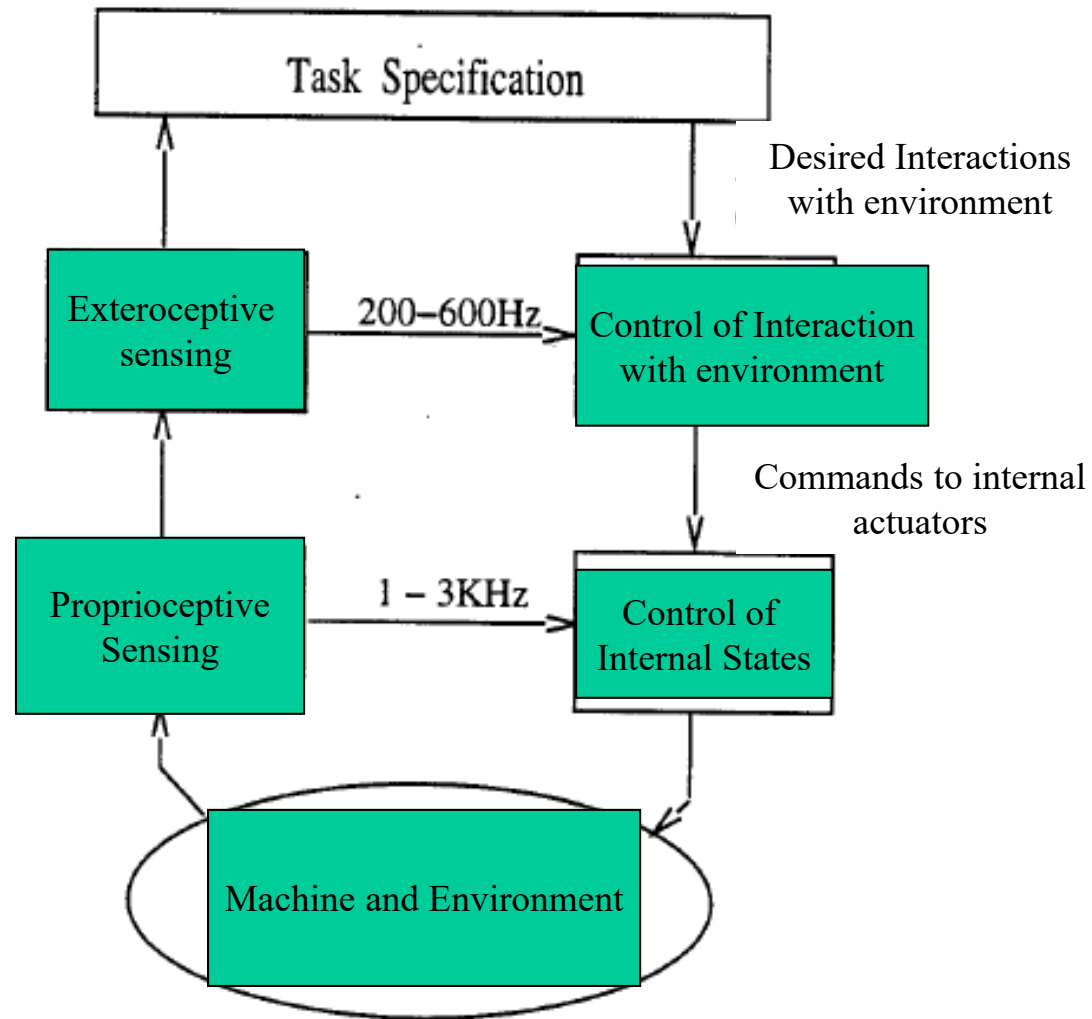 Task Specification
Desired Interactions
with environment
Exteroceptive
sensing
200–600Hz
Control of Interaction
with environment
Commands to internal
actuators
Proprioceptive
Sensing
1 – 3KHz
Control of
Internal States
Machine and Environment